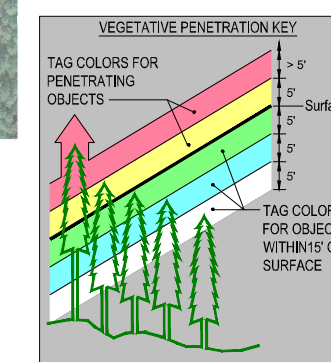 VEGETATIVE PENETRATION KEY
TAG COLORS FOR
PENETRATING
OBJECTS
> 5'
5'
Surfa
5'
5'
5'
TAG COLOR
FOR OBJEC
WITHIN15' O
SURFACE